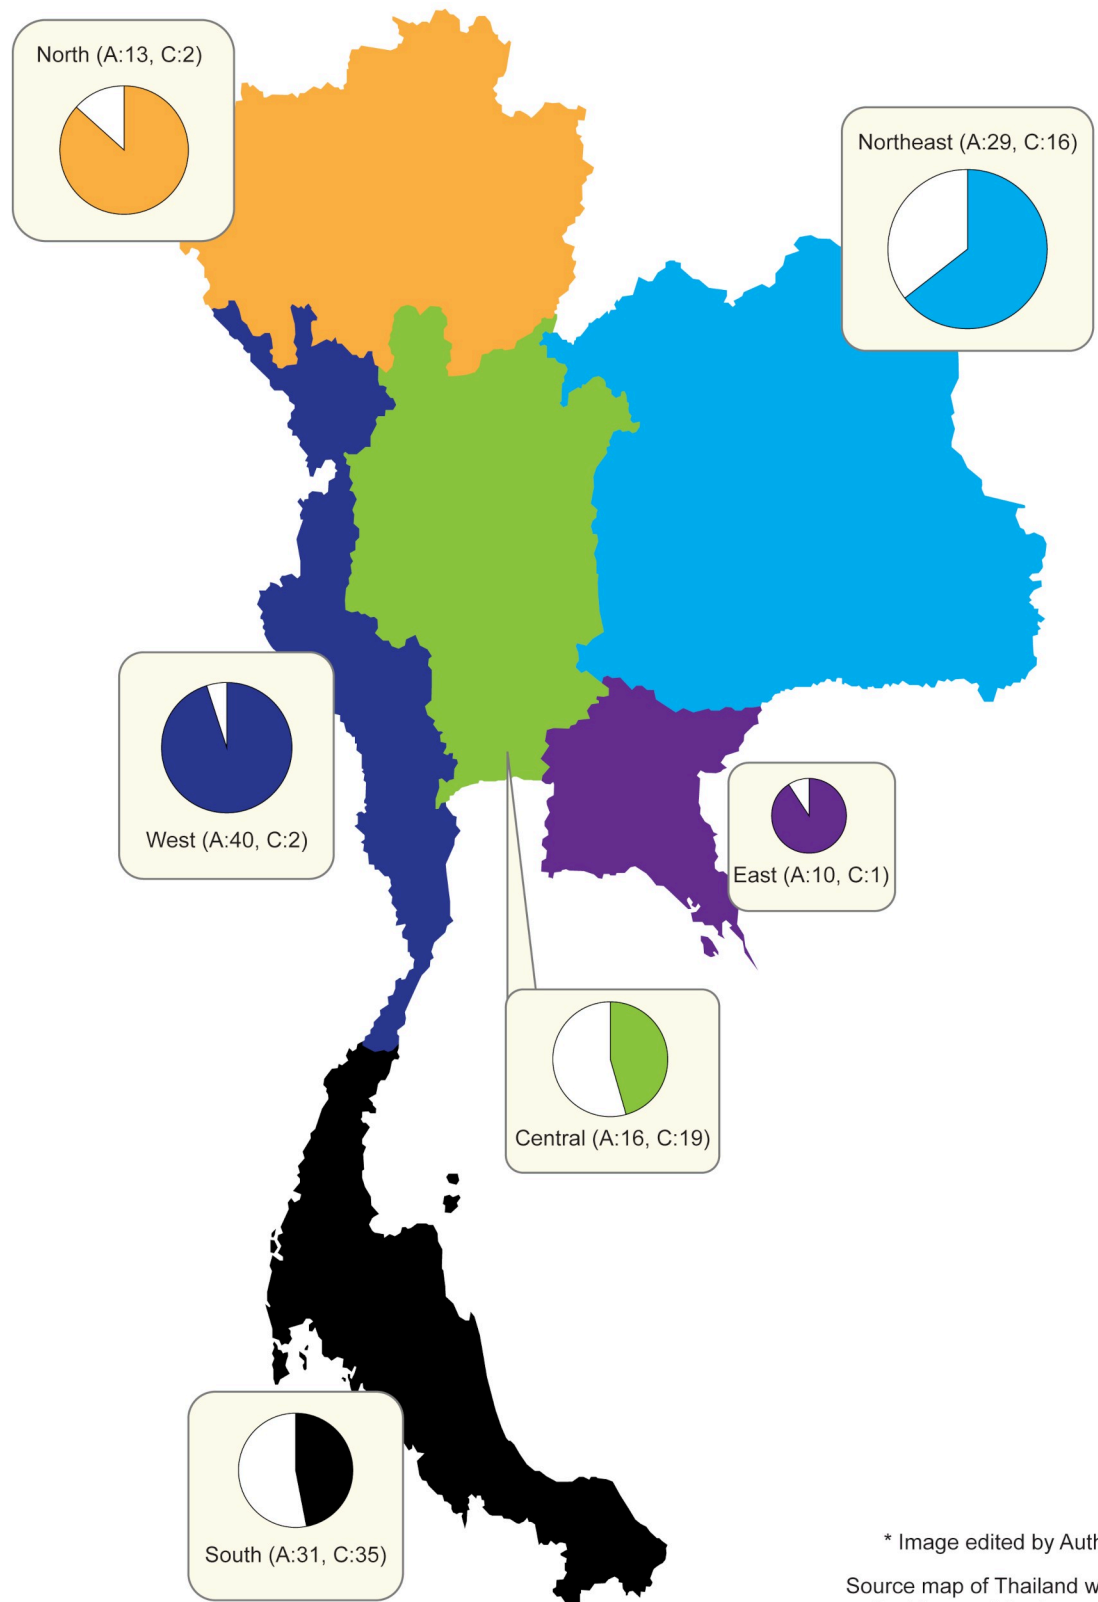 North (A:13, C:2)
Northeast (A:29, C:16)
West (A:40, C:2)
East (A:10, C:1)
Central (A:16, C:19)
South (A:31, C:35)
* Image edited by
Source map of Thailand